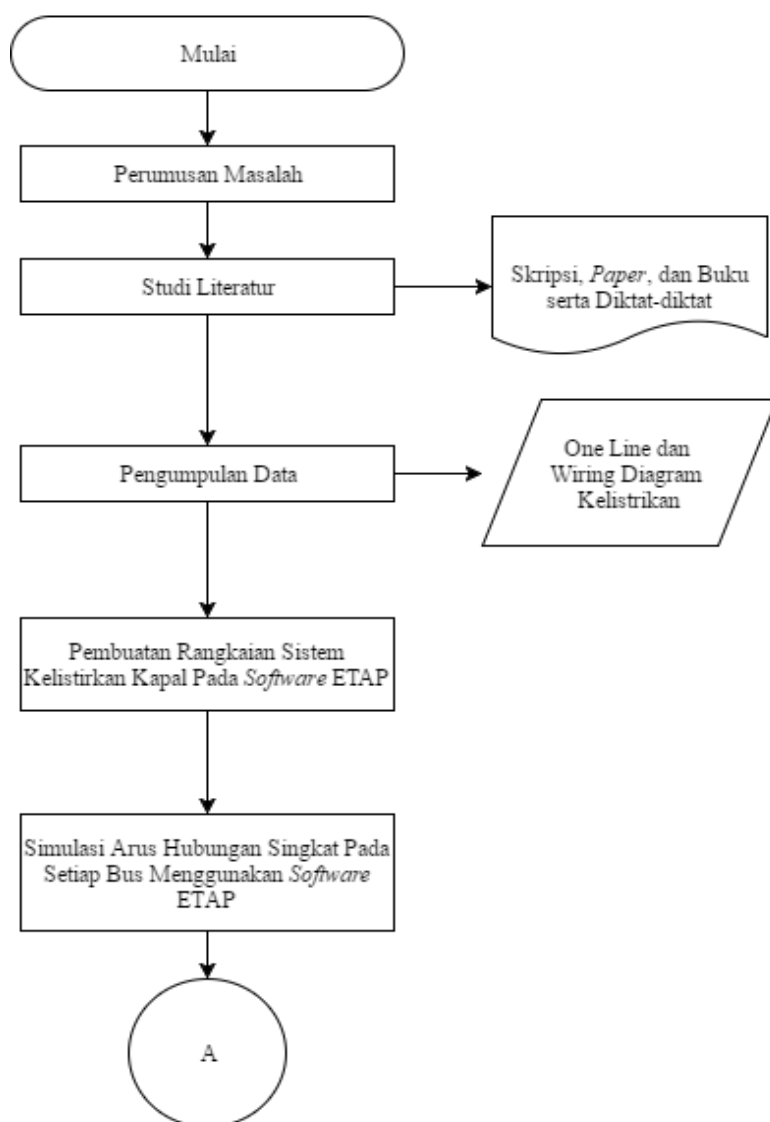 Mulai
Perumusan Masalah
Studi Literatur
Skripsi, Paper, dan Buku
serta Diktat-diktat
Pengumpulan Data
One Line dan
Wiring Diagram
Kelistrikan
Pembuatan Rangkaian Sistem
Kelistirkan Kapal Pada Software ETAP
Simulasi Arus Hubungan Singkat Pada
Setiap Bus Menggunakan Software
ETAP
A